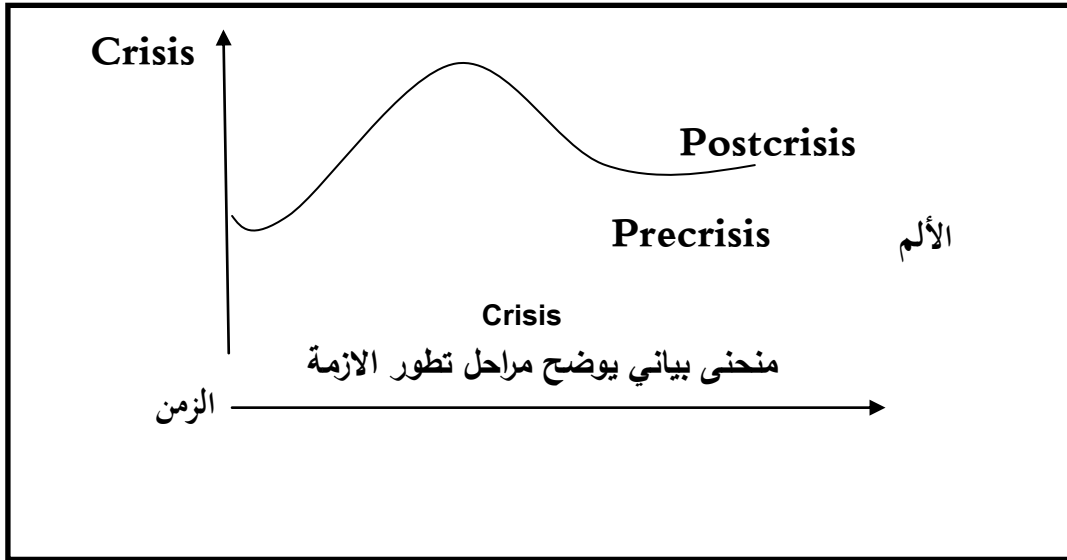 Crisis
Postcrisis
Precrisis
الألم
Crisis
منحنى بياني يوضح مراحل تطور الازمة
الزمن